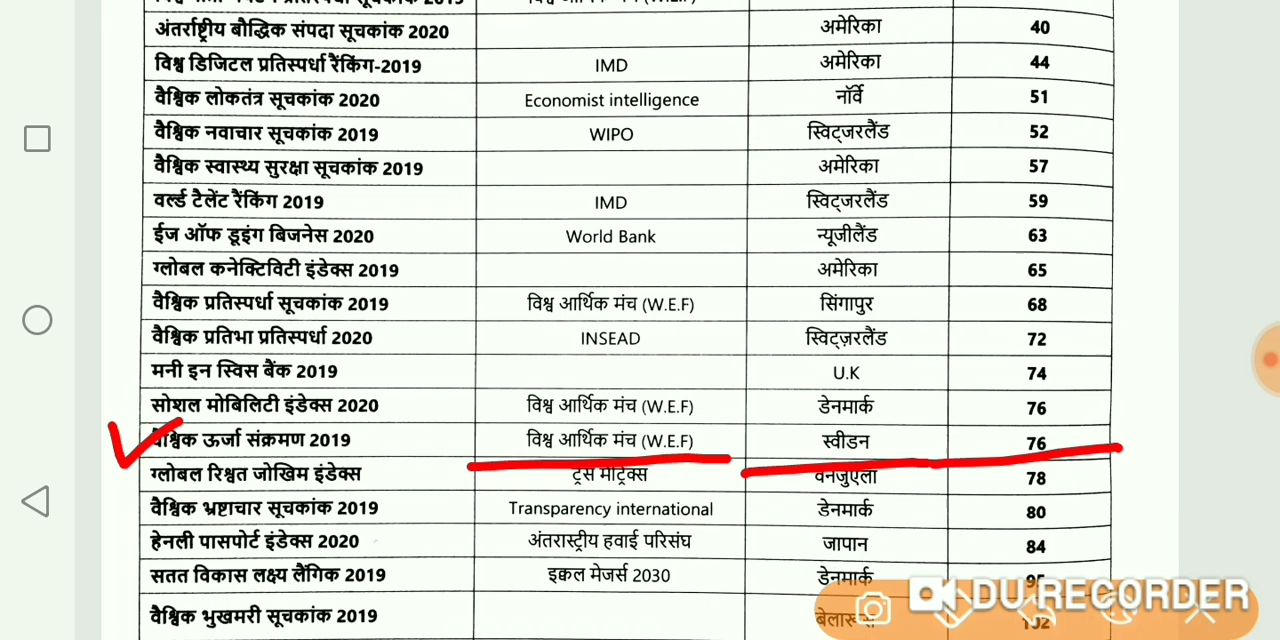 अंतर्राष्ट्रीय बौद्धिक संपदा सूचकांक 2020 अमेरिका 40
विश्व डिजिटल प्रतिस्पर्धा रैंकिंग-2019 IMD अमेरिका 44
वैश्विक लोकतंत्र सूचकांक 2020 Economist intelligence नॉर्वे 51
वैश्विक नवाचार सूचकांक 2019 WIPO स्विट्जरलैंड 52
वैश्विक स्वास्थ्य सुरक्षा सूचकांक 2019 अमेरिका 57
वर्ल्ड टैलेंट रैंकिंग 2019 IMD स्विट्जरलैंड 59
ईज ऑफ डूइंग बिजनेस 2020 World Bank न्यूजीलैंड 63
ग्लोबल कनेक्टिविटी इंडेक्स 2019 अमेरिका 65
वैश्विक प्रतिस्पर्धा सूचकांक 2019 विश्व आर्थिक मंच (W.E.F) सिंगापुर 68
वैश्विक प्रतिभा प्रतिस्पर्धा 2020 INSEAD स्विट्ज़रलैंड 72
मनी इन स्विस बैंक 2019 U.K 74
सोशल मोबिलिटी इंडेक्स 2020 विश्व आर्थिक मंच (W.E.F) डेनमार्क 76
वैश्विक ऊर्जा संक्रमण 2019 विश्व आर्थिक मंच (W.E.F) स्वीडन 76
ग्लोबल रिश्वत जोखिम इंडेक्स 78
वैश्विक भ्रष्टाचार सूचकांक 2019 Transparency international डेनमार्क 80
हेनली पासपोर्ट इंडेक्स 2020 अंतरास्ट्रीय हवाई परिसंघ जापान 84
सतत विकास लक्ष्य लैंगिक 2019 इकल मेजर्स 2030 डेनमार्क
वैश्विक भुखमरी सूचकांक 2019 102
DU RECORDER